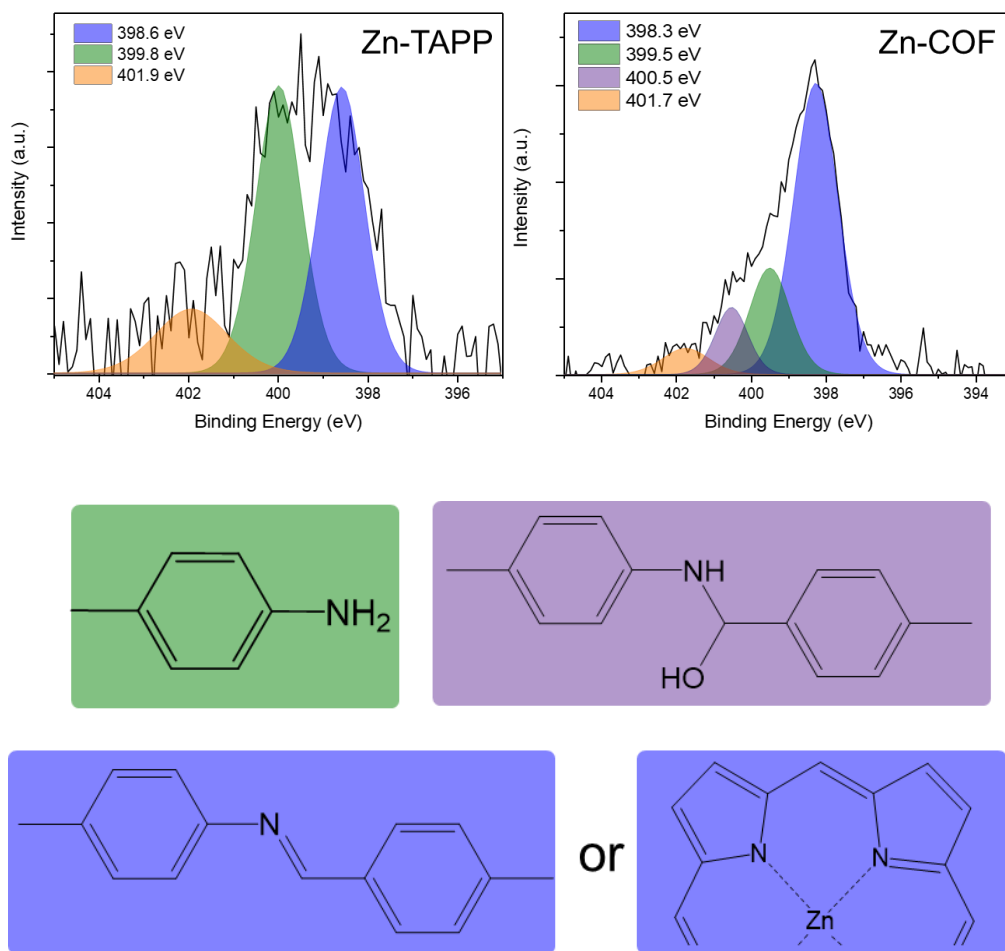 398.6 eV
399.8 eV
401.9 eV
Zn-TAPP
Intensity (a.u.)
404 402 400 398 396
Binding Energy (eV)
398.3 eV
399.5 eV
400.5 eV
401.7 eV
Zn-COF
Intensity (a.u.)
404 402 400 398 396 394
Binding Energy (eV)
NH2
NH
HO
N
or
N N
Zn